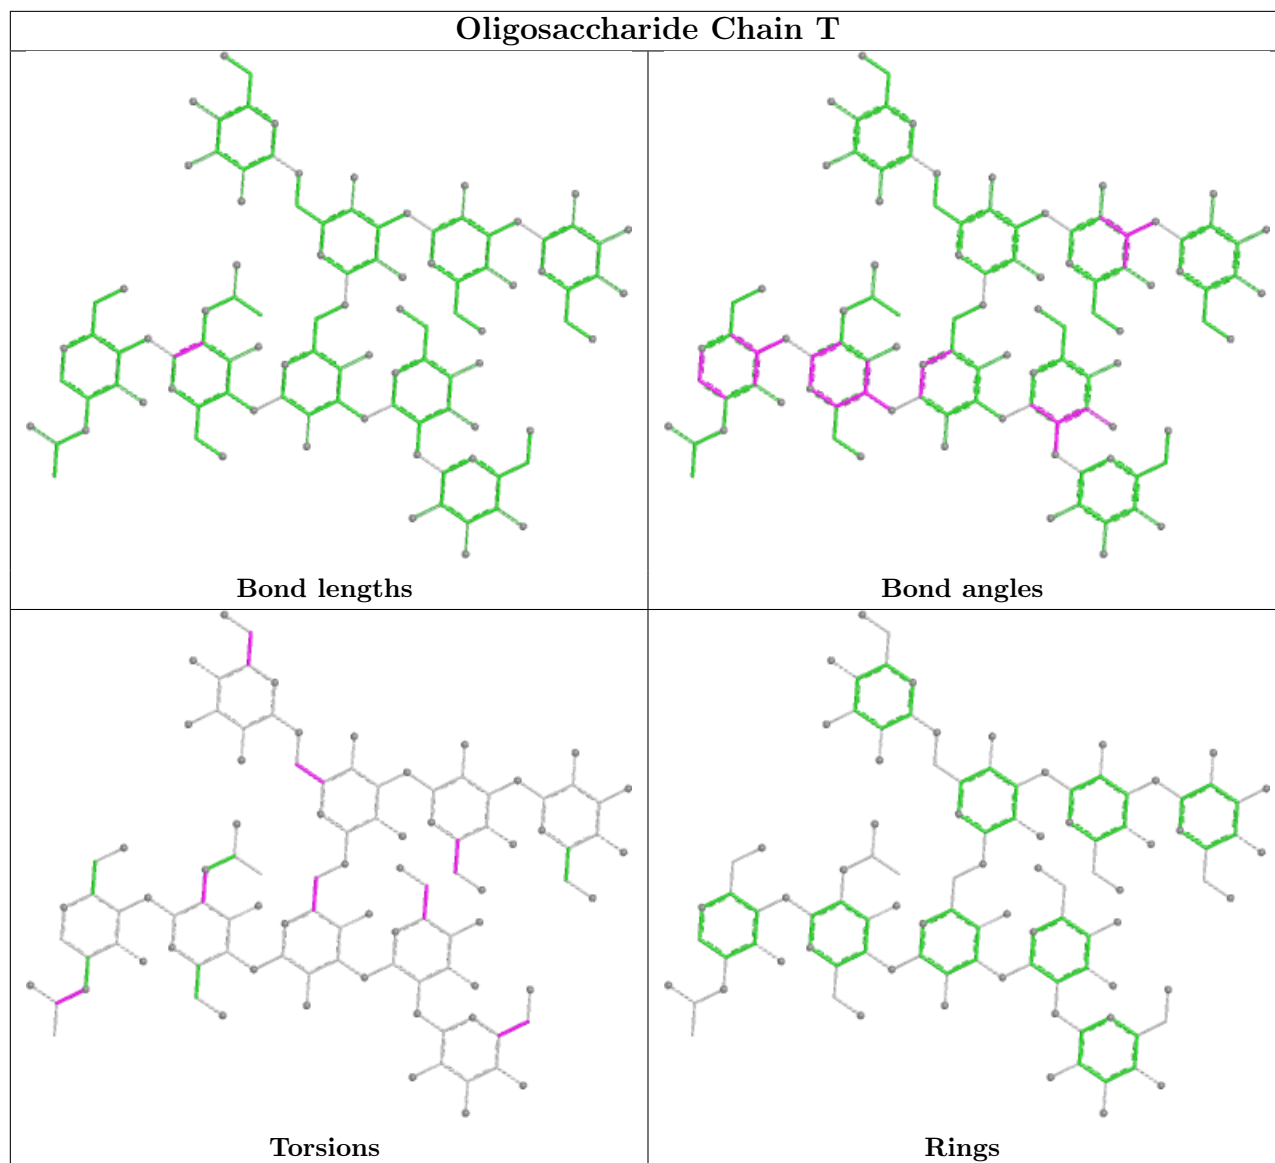 Oligosaccharide Chain T
Bond lengths
Bond angles
Torsions
Rings